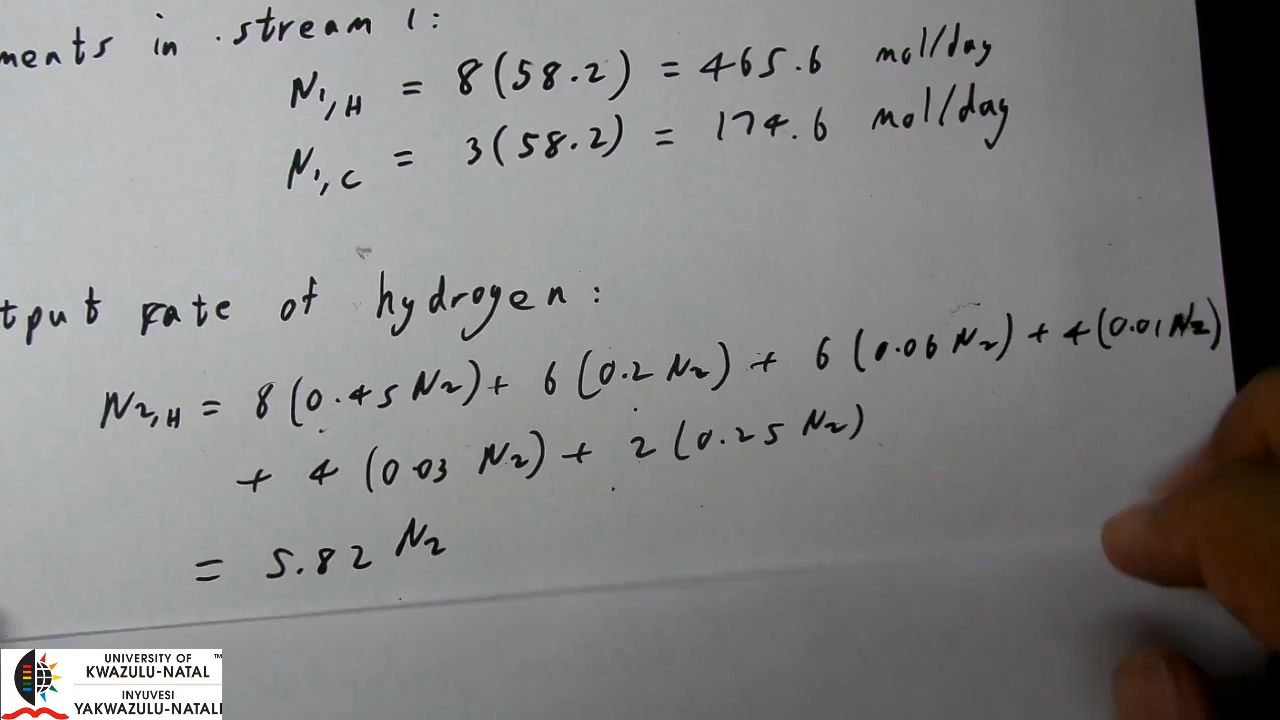 ments in stream 1:
N1,H = 8(58.2) = 465.6 mol/day
N1,C = 3(58.2) = 174.6 mol/day
tput rate of hydrogen:
N2,H = 8(0.45 N2) + 6(0.2 N2) + 6(0.06 N2) + 4(0.01 N2)
+ 4(0.03 N2) + 2(0.25 N2)
= 5.82 N2
UNIVERSITY OF ™
KWAZULU-NATAL
INYUVESI
YAKWAZULU-NATALI